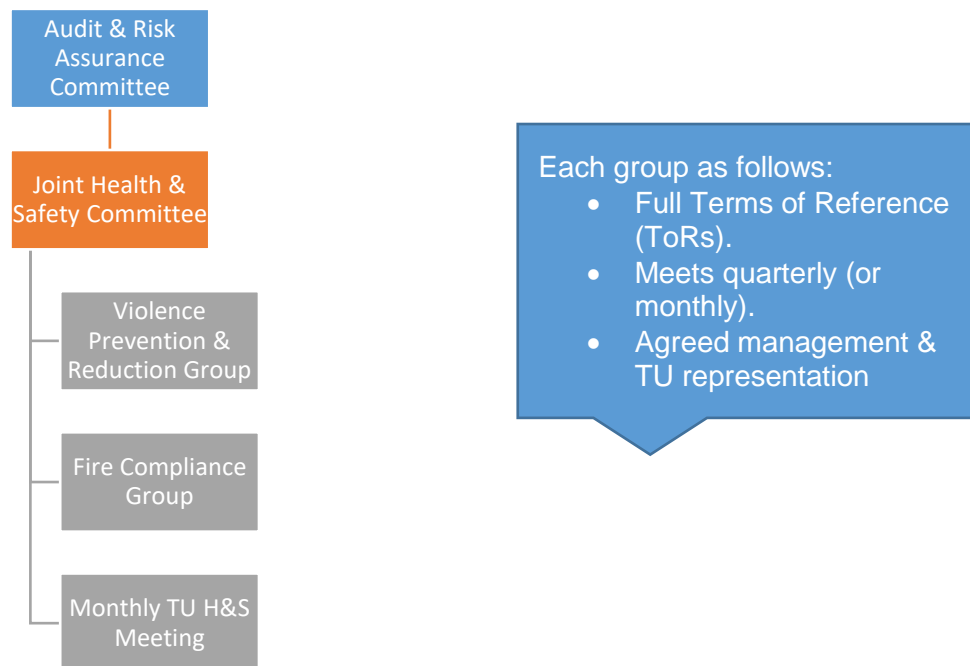 Audit & Risk
Assurance
Committee
Joint Health &
Safety Committee
Violence
Prevention &
Reduction Group
Fire Compliance
Group
Monthly TU H&S
Meeting
Each group as follows:
• Full Terms of Reference
(ToRs).
• Meets quarterly (or
monthly).
• Agreed management &
TU representation